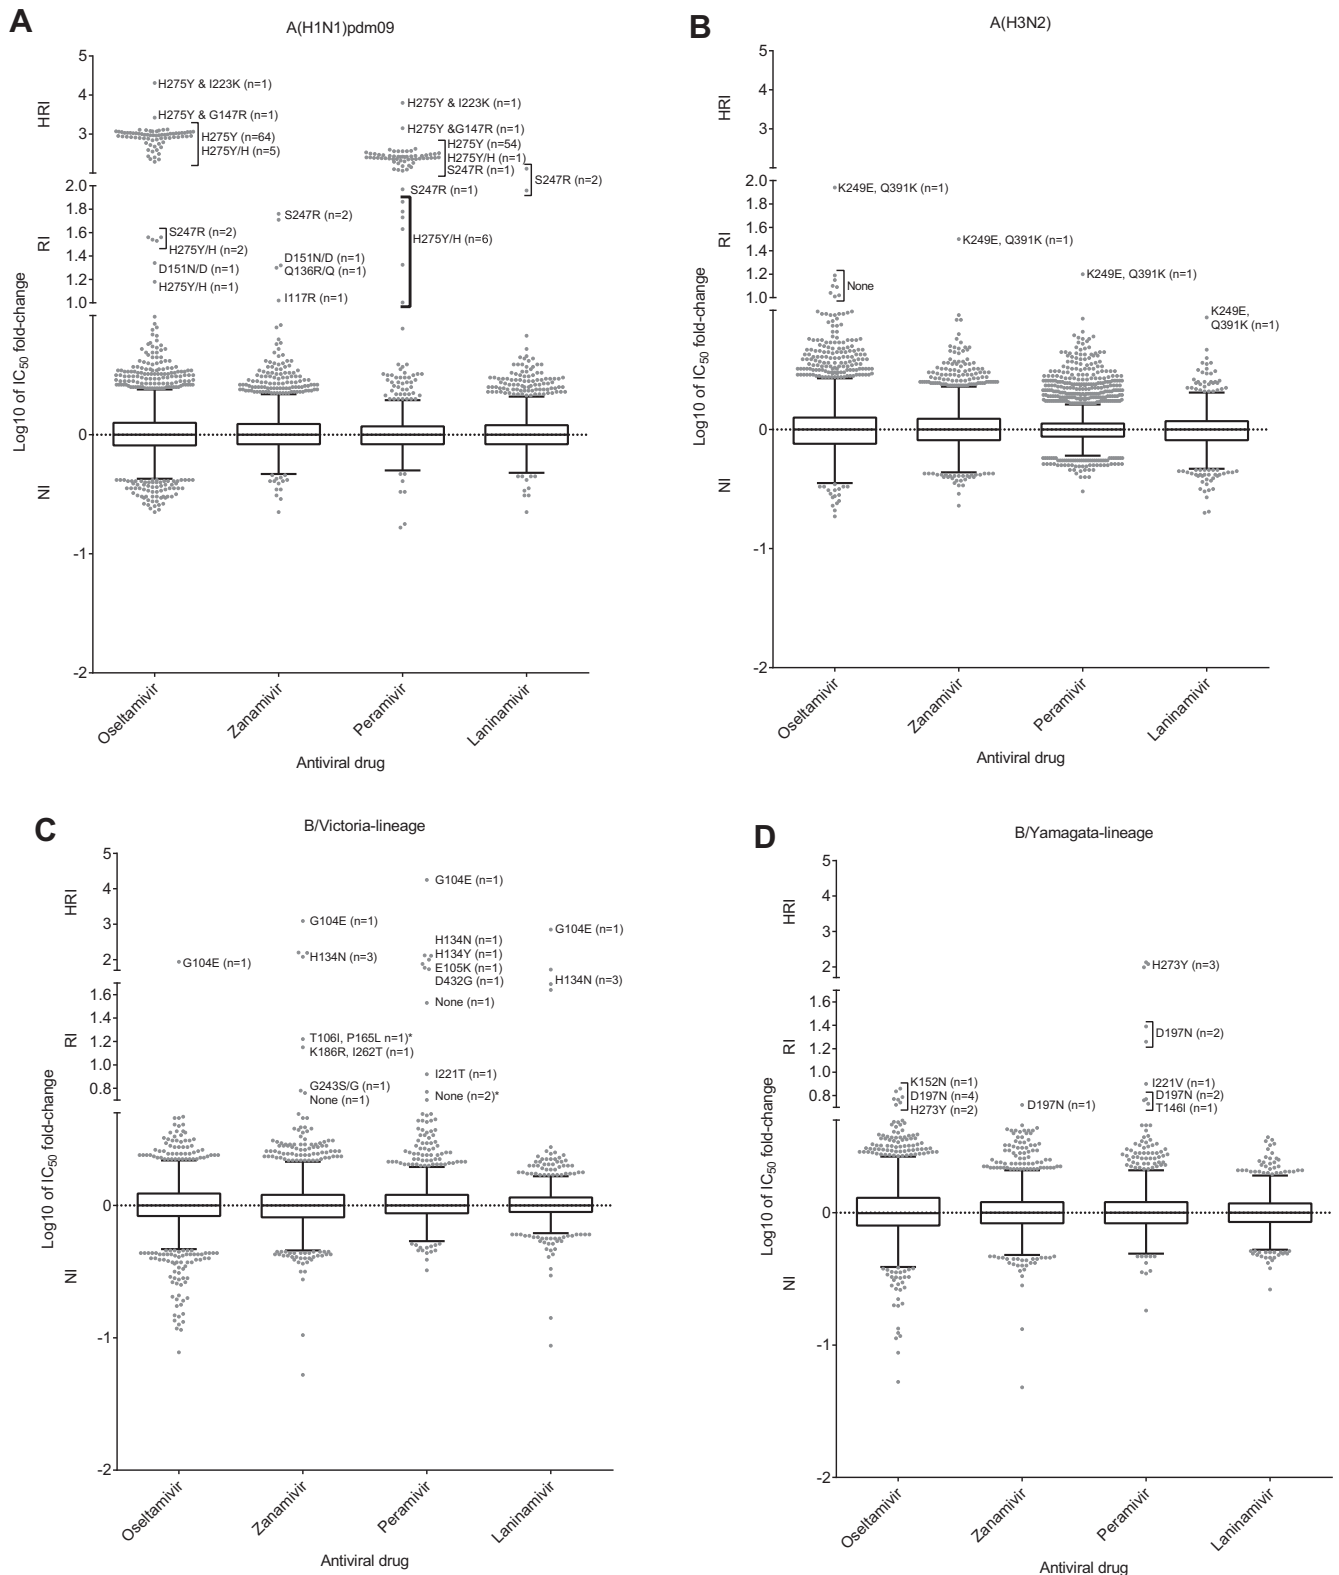 A
A(H1N1)pdm09
5
4
3
2.0
1.8
1.6
1.4
1.2
1.0
0
-1
-2
HRI
RI
NI
Log10 of IC50 fold-change
H275Y & I223K (n=1)
H275Y & G147R (n=1)
H275Y (n=64)
H275Y/H (n=5)
S247R (n=2)
H275Y/H (n=2)
D151N/D (n=1)
H275Y/H (n=1)
S247R (n=2)
D151N/D (n=1)
Q136R/Q (n=1)
I117R (n=1)
H275Y & I223K (n=1)
H275Y &G147R (n=1)
H275Y (n=54)
H275Y/H (n=1)
S247R (n=1)
S247R (n=1)
H275Y/H (n=6)
S247R (n=2)
Oseltamivir
Zanamivir
Peramivir
Laninamivir
Antiviral drug
B
A(H3N2)
5
4
3
2.0
1.8
1.6
1.4
1.2
1.0
0
-1
-2
HRI
RI
NI
Log10 of IC50 fold-change
K249E, Q391K (n=1)
None
K249E, Q391K (n=1)
K249E, Q391K (n=1)
K249E,
Q391K (n=1)
Oseltamivir
Zanamivir
Peramivir
Laninamivir
Antiviral drug
C
B/Victoria-lineage
5
4
3
2
1.6
1.4
1.2
1.0
0.8
0
-1
-2
HRI
RI
NI
Log10 of IC50 fold-change
G104E (n=1)
G104E (n=1)
H134N (n=3)
T106I, P165L n=1)*
K186R, I262T (n=1)
G243S/G (n=1)
None (n=1)
G104E (n=1)
H134N (n=1)
H134Y (n=1)
E105K (n=1)
D432G (n=1)
None (n=1)
I221T (n=1)
None (n=2)*
G104E (n=1)
H134N (n=3)
Oseltamivir
Zanamivir
Peramivir
Laninamivir
Antiviral drug
D
B/Yamagata-lineage
5
4
3
2
1.6
1.4
1.2
1.0
0.8
0
-1
-2
HRI
RI
NI
Log10 of IC50 fold-change
K152N (n=1)
D197N (n=4)
H273Y (n=2)
D197N (n=1)
H273Y (n=3)
D197N (n=2)
I221V (n=1)
D197N (n=2)
T146I (n=1)
Oseltamivir
Zanamivir
Peramivir
Laninamivir
Antiviral drug